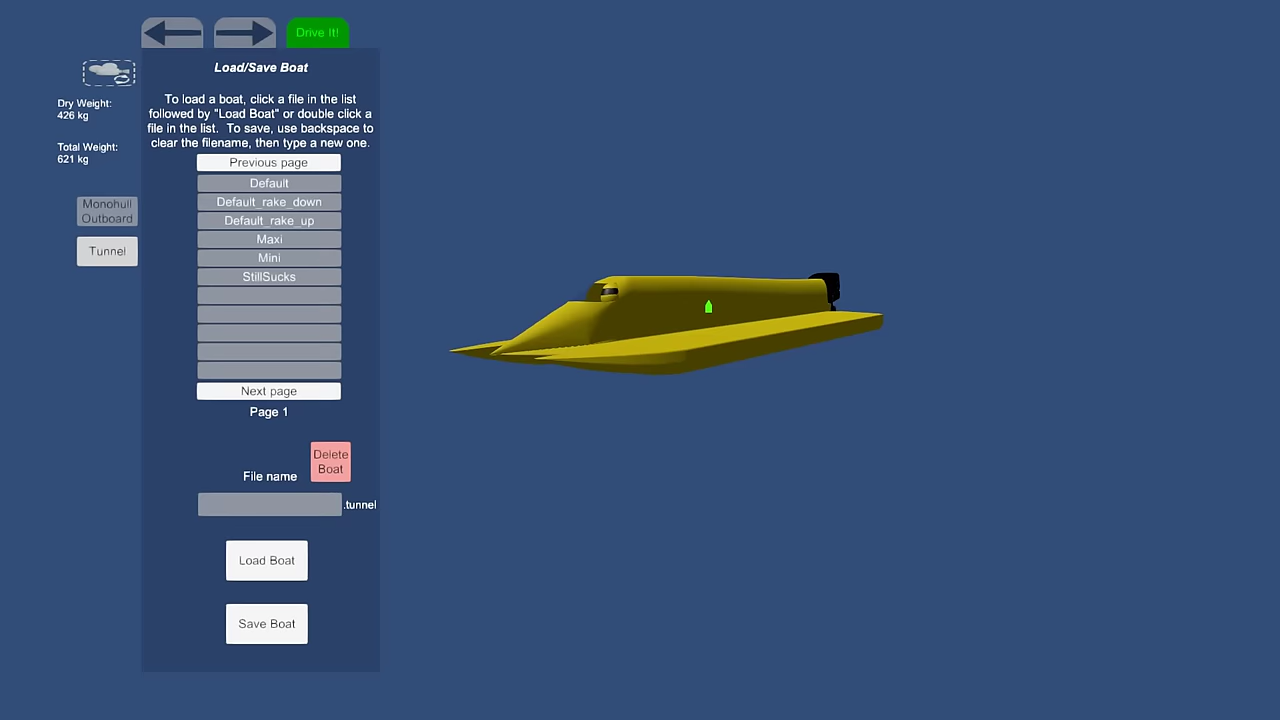 Drive It!
Load/Save Boat
Dry Weight:
426 kg
Total Weight:
621 kg
To load a boat, click a file in the list
followed by "Load Boat" or double click a
file in the list.  To save, use backspace to
clear the filename, then type a new one.
Previous page
Default
Default_rake_down
Default_rake_up
Maxi
Mini
StillSucks
Monohull
Outboard
Tunnel
Next page
Page 1
Delete
Boat
File name
.tunnel
Load Boat
Save Boat